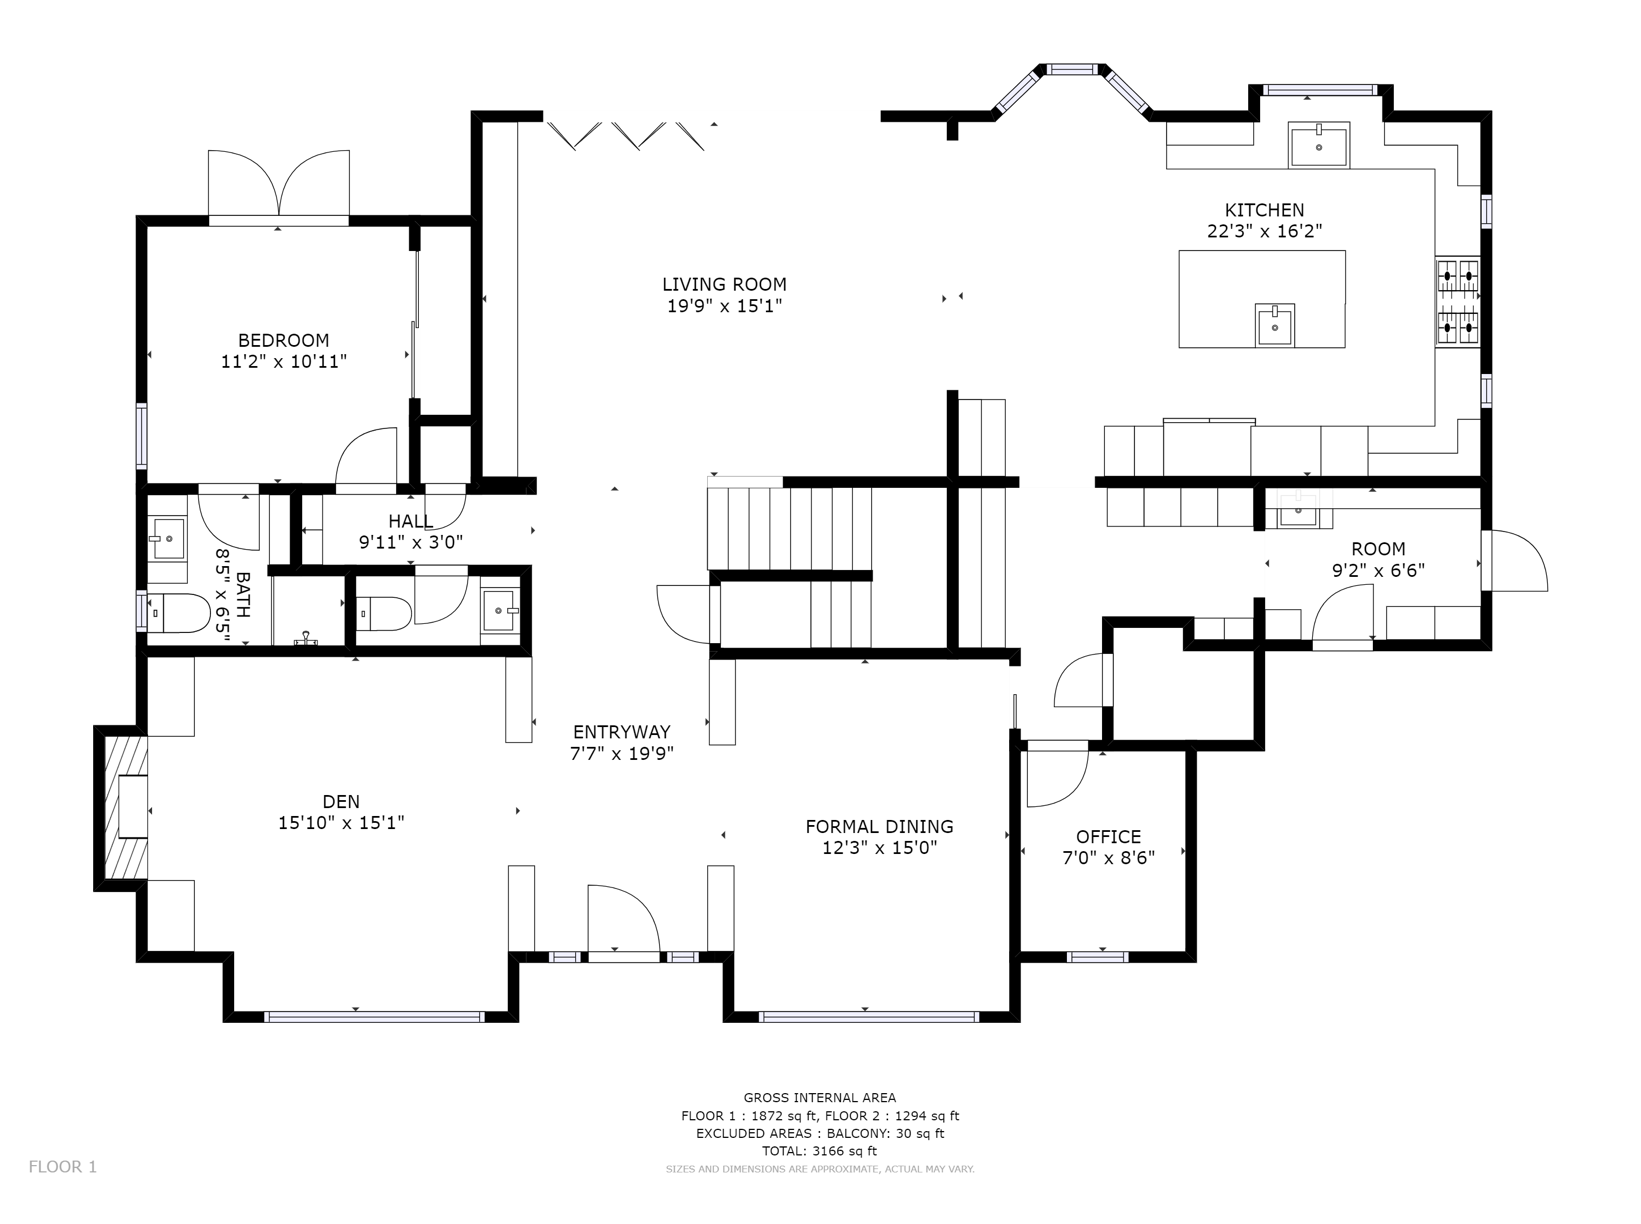 KITCHEN
22'3" x 16'2"
LIVING ROOM
19'9" x 15'1"
BEDROOM
11'2" x 10'11"
HALL
9'11" x 3'0"
BATH
8'5" x 6'5"
ROOM
9'2" x 6'6"
ENTRYWAY
7'7" x 19'9"
DEN
15'10" x 15'1"
FORMAL DINING
12'3" x 15'0"
OFFICE
7'0" x 8'6"
GROSS INTERNAL AREA
FLOOR 1 : 1872 sq ft, FLOOR 2 : 1294 sq ft
EXCLUDED AREAS : BALCONY: 30 sq ft
TOTAL: 3166 sq ft
SIZES AND DIMENSIONS ARE APPROXIMATE, ACTUAL MAY VARY.
FLOOR 1